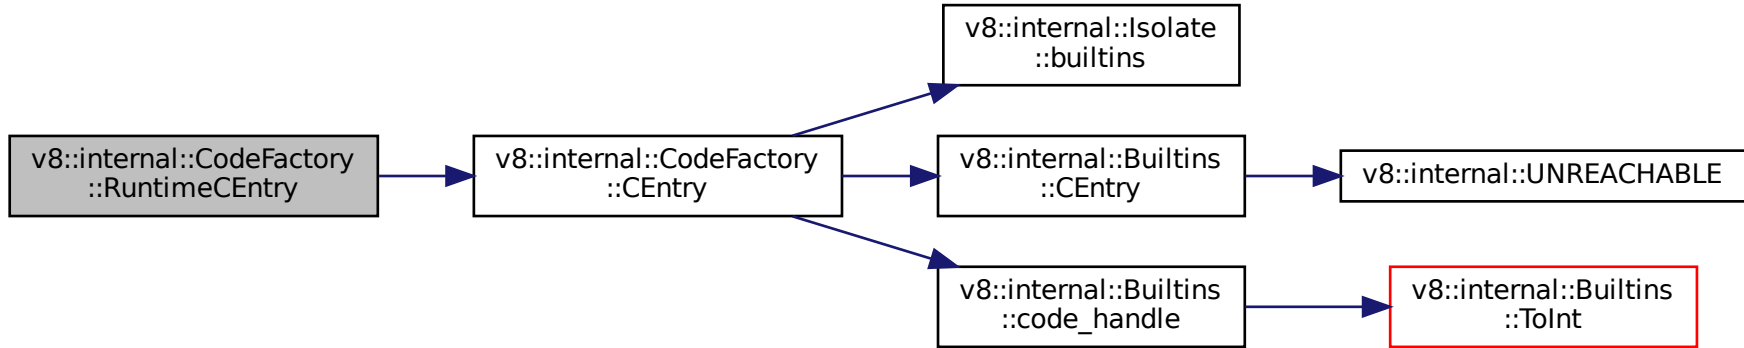 v8::internal::CodeFactory
::RuntimeCEntry
v8::internal::CodeFactory
::CEntry
v8::internal::Isolate
::builtins
v8::internal::Builtins
::CEntry
v8::internal::UNREACHABLE
v8::internal::Builtins
::code_handle
v8::internal::Builtins
::ToInt